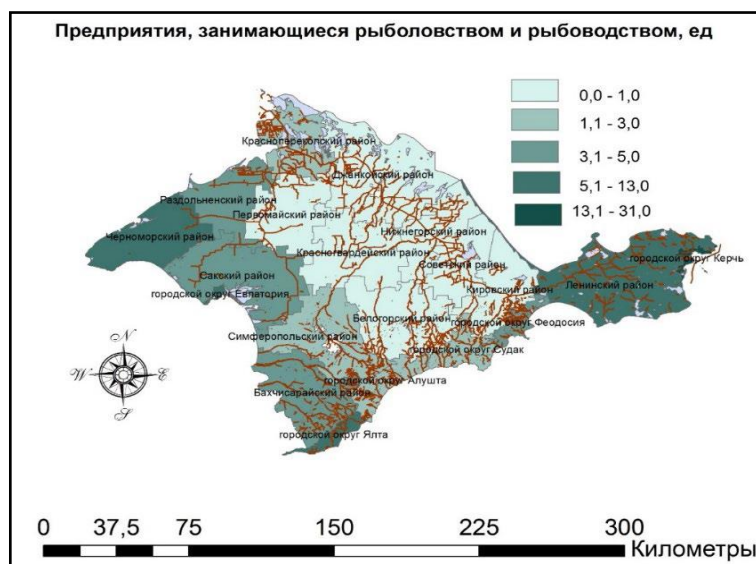 Предприятия, занимающиеся рыболовством и рыбоводством, ед
0,0 - 1,0
1,1 - 3,0
3,1 - 5,0
5,1 - 13,0
13,1 - 31,0
Красноперекопский район
Джанкойский район
Раздольненский район
Первомайский район
Черноморский район
Нижнегорский район
городской округ Керчь
Красногвардейский район
Советский район
Сакский район
Кировский район
Ленинский район
городской округ Евпатория
Белогорский район
городской округ Феодосия
Симферопольский район
городской округ Судак
городской округ Алушта
Бахчисарайский район
городской округ Ялта
N
W E
S
0 37,5 75 150 225 300
Километры